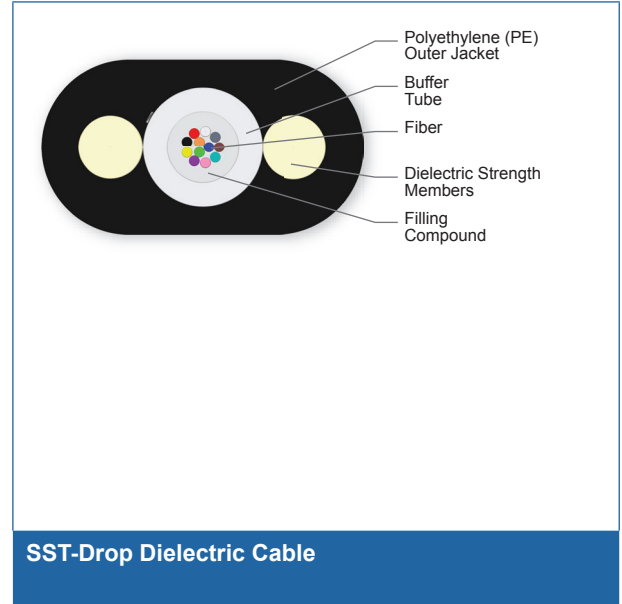 Polyethylene (PE)
Outer Jacket
Buffer
Tube
Fiber
Dielectric Strength
Members
Filling
Compound
SST-Drop Dielectric Cable